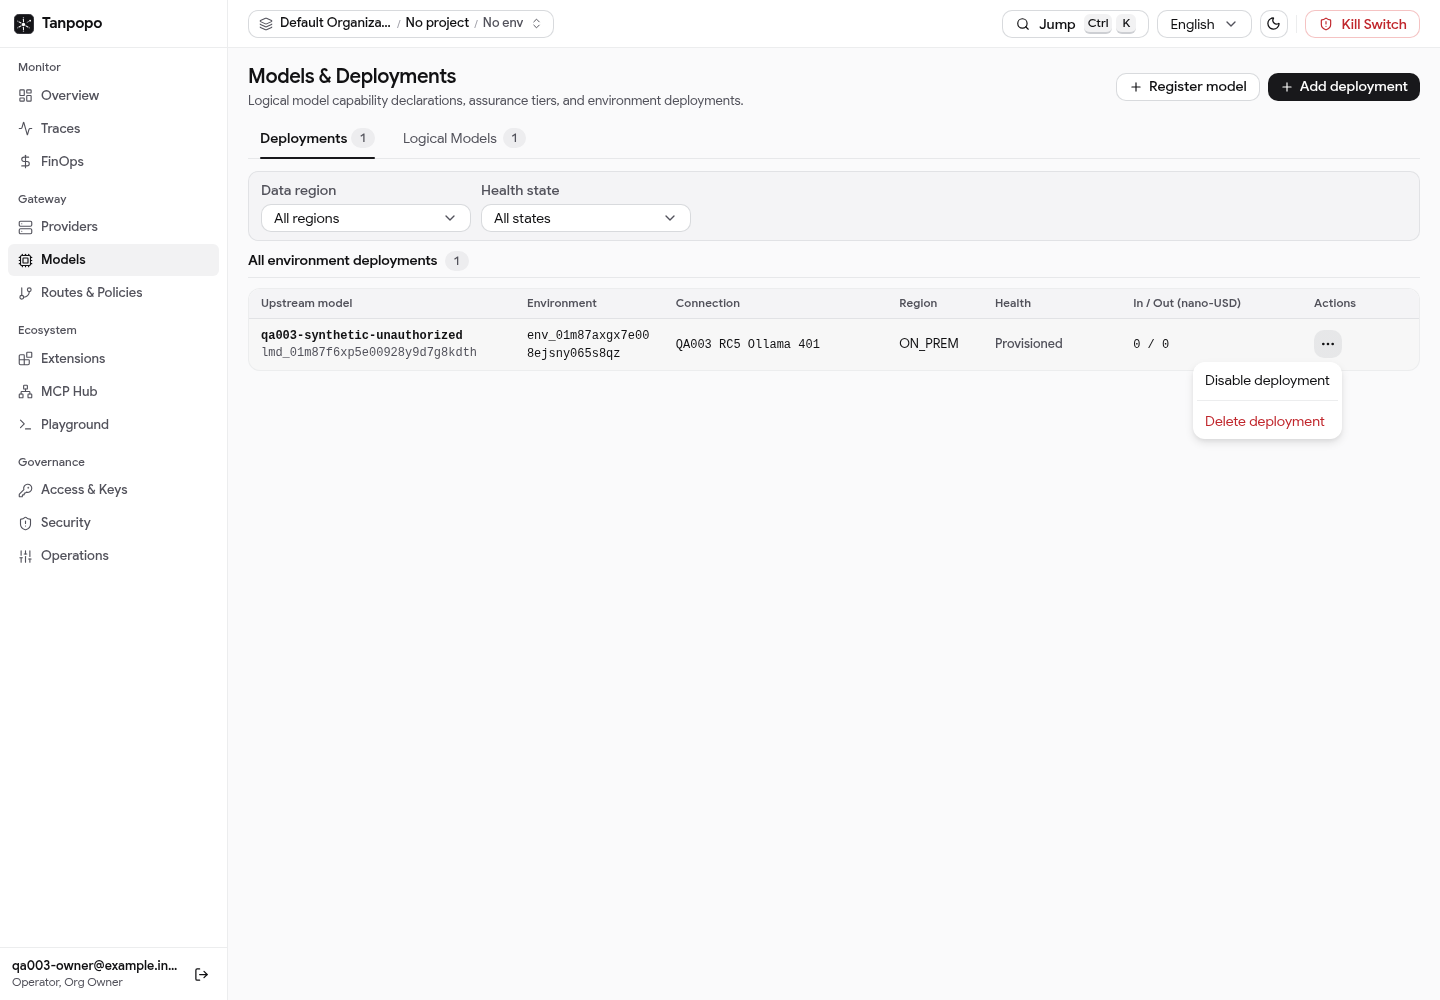 Tanpopo
Default Organiza... / No project / No env
Jump Ctrl K
English
Kill Switch
Monitor
Overview
Traces
FinOps
Gateway
Providers
Models
Routes & Policies
Ecosystem
Extensions
MCP Hub
Playground
Governance
Access & Keys
Security
Operations
qa003-owner@example.in...
Operator, Org Owner
Models & Deployments
Logical model capability declarations, assurance tiers, and environment deployments.
Register model
Add deployment
Deployments 1
Logical Models 1
Data region
All regions
Health state
All states
All environment deployments 1
Upstream model Environment Connection Region Health In / Out (nano-USD) Actions
qa003-synthetic-unauthorized
lmd_01m87f6xp5e00928y9d7g8kdth
env_01m87axgx7e00
8ejsny065s8qz
QA003 RC5 Ollama 401
ON_PREM
Provisioned
0 / 0
Disable deployment
Delete deployment